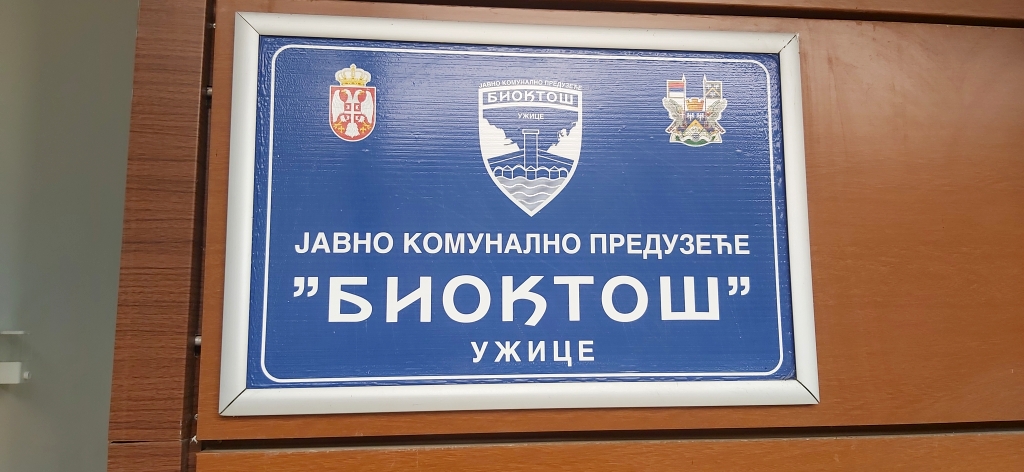 ЈАВНО КОМУНАЛНО ПРЕДУЗЕЋЕ
БИОКТОШ
УЖИЦЕ
ЈАВНО КОМУНАЛНО ПРЕДУЗЕЋЕ
"БИОКТОШ"
УЖИЦЕ